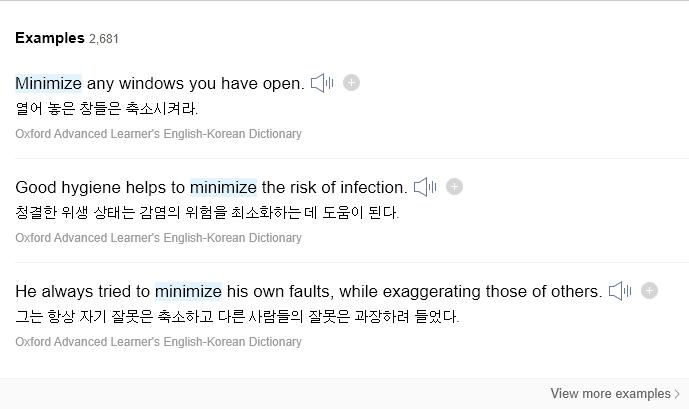 Examples 2,681
Minimize any windows you have open.
열어 놓은 창들은 축소시켜라.
Oxford Advanced Learner's English-Korean Dictionary
Good hygiene helps to minimize the risk of infection.
청결한 위생 상태는 감염의 위험을 최소화하는 데 도움이 된다.
Oxford Advanced Learner's English-Korean Dictionary
He always tried to minimize his own faults, while exaggerating those of others.
그는 항상 자기 잘못은 축소하고 다른 사람들의 잘못은 과장하려 들었다.
Oxford Advanced Learner's English-Korean Dictionary
View more examples